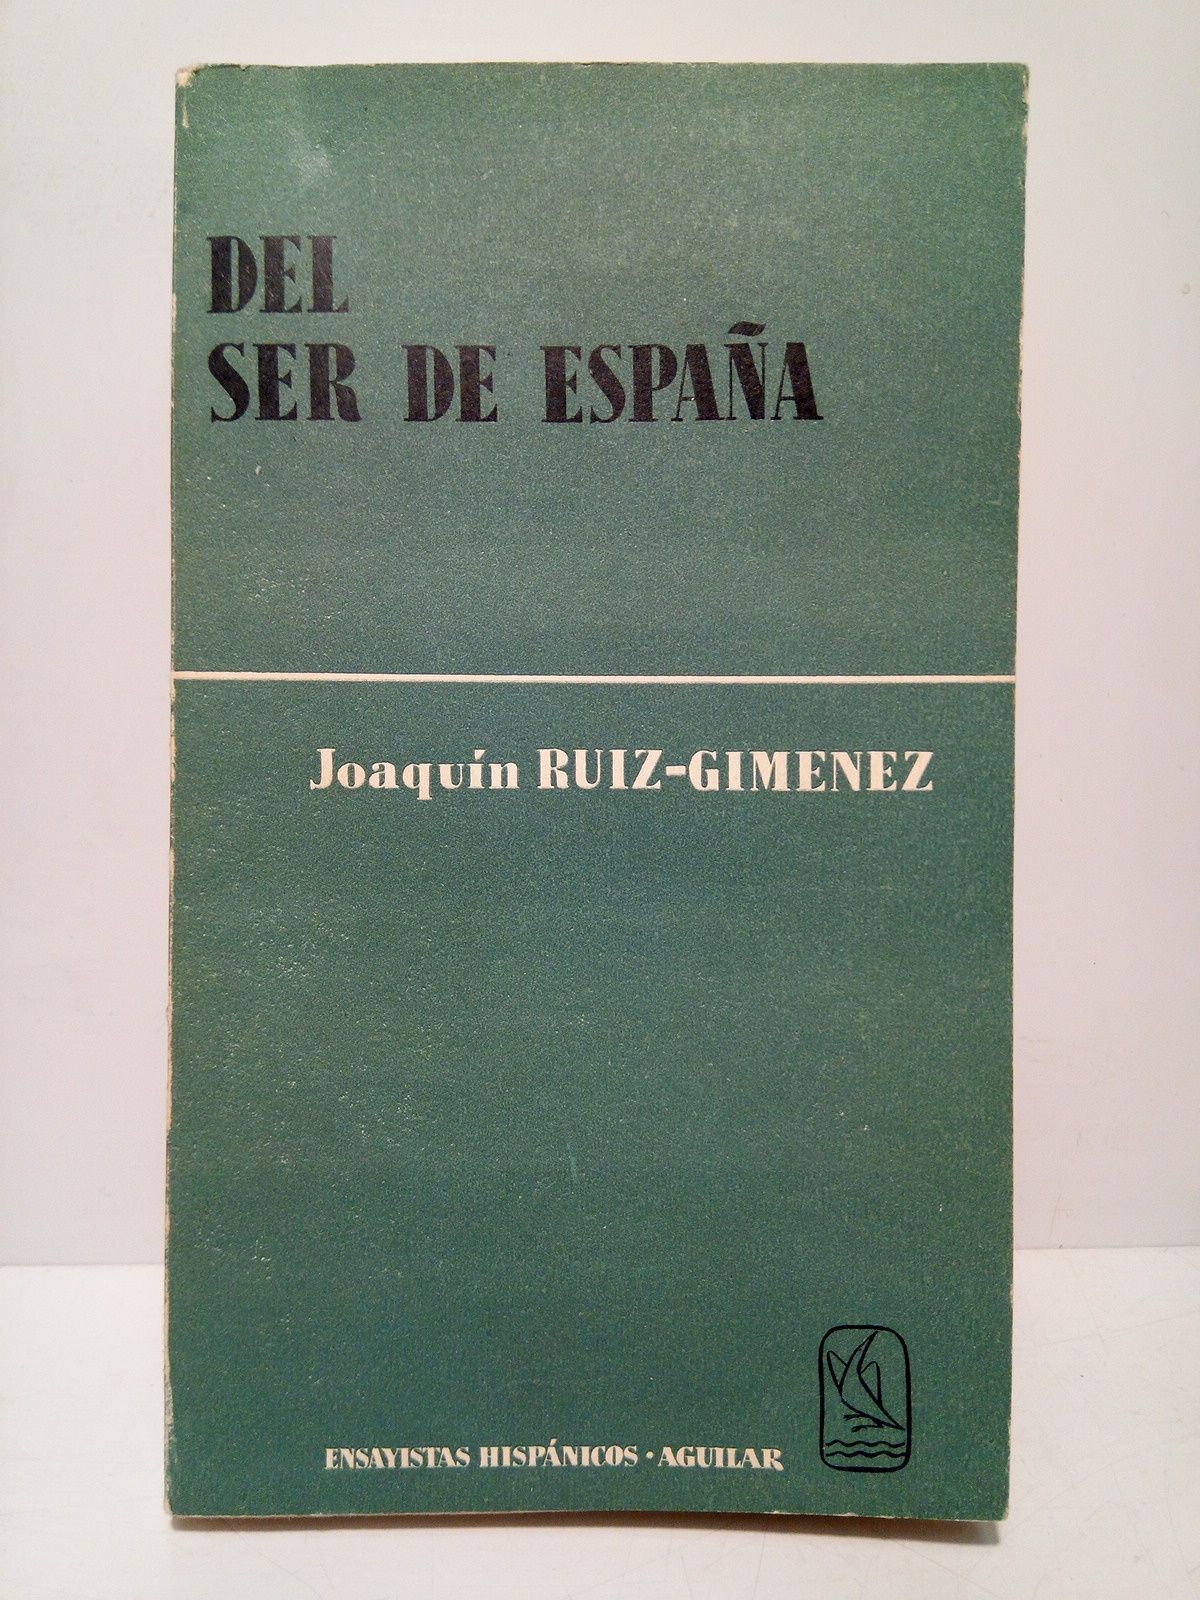 DEL
SER DE ESPAÑA
Joaquín RUIZ-GIMENEZ
ENSAYISTAS HISPÁNICOS · AGUILAR